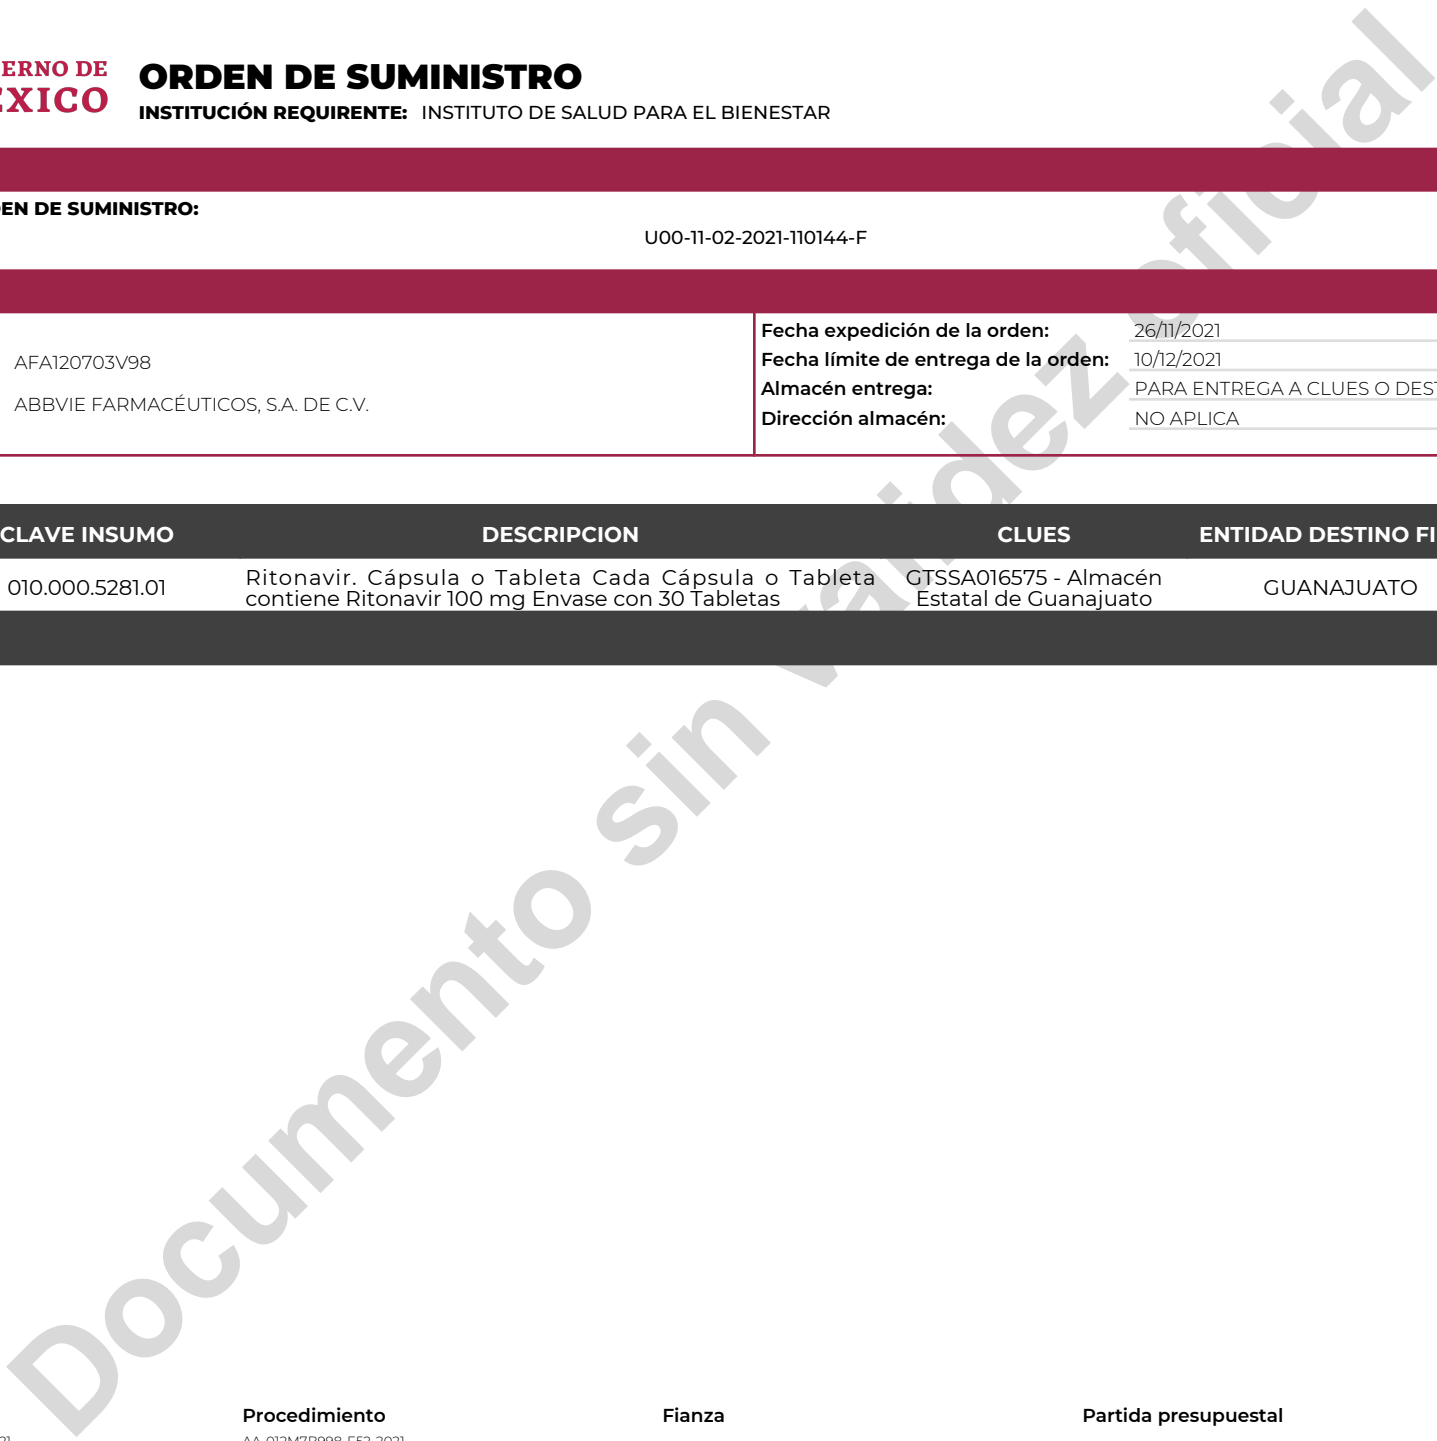 ERNO DE
EXICO
ORDEN DE SUMINISTRO
INSTITUCIÓN REQUIRENTE: INSTITUTO DE SALUD PARA EL BIENESTAR
EN DE SUMINISTRO:
U00-11-02-2021-110144-F
AFA120703V98
ABBVIE FARMACÉUTICOS, S.A. DE C.V.
Fecha expedición de la orden: 26/11/2021
Fecha límite de entrega de la orden: 10/12/2021
Almacén entrega: PARA ENTREGA A CLUES O DEST
Dirección almacén: NO APLICA
CLAVE INSUMO DESCRIPCION CLUES ENTIDAD DESTINO FI
010.000.5281.01
Ritonavir. Cápsula o Tableta Cada Cápsula o Tableta
contiene Ritonavir 100 mg Envase con 30 Tabletas
GTSSA016575 - Almacén
Estatal de Guanajuato
GUANAJUATO
Documento sin validez oficial
Procedimiento Fianza Partida presupuestal